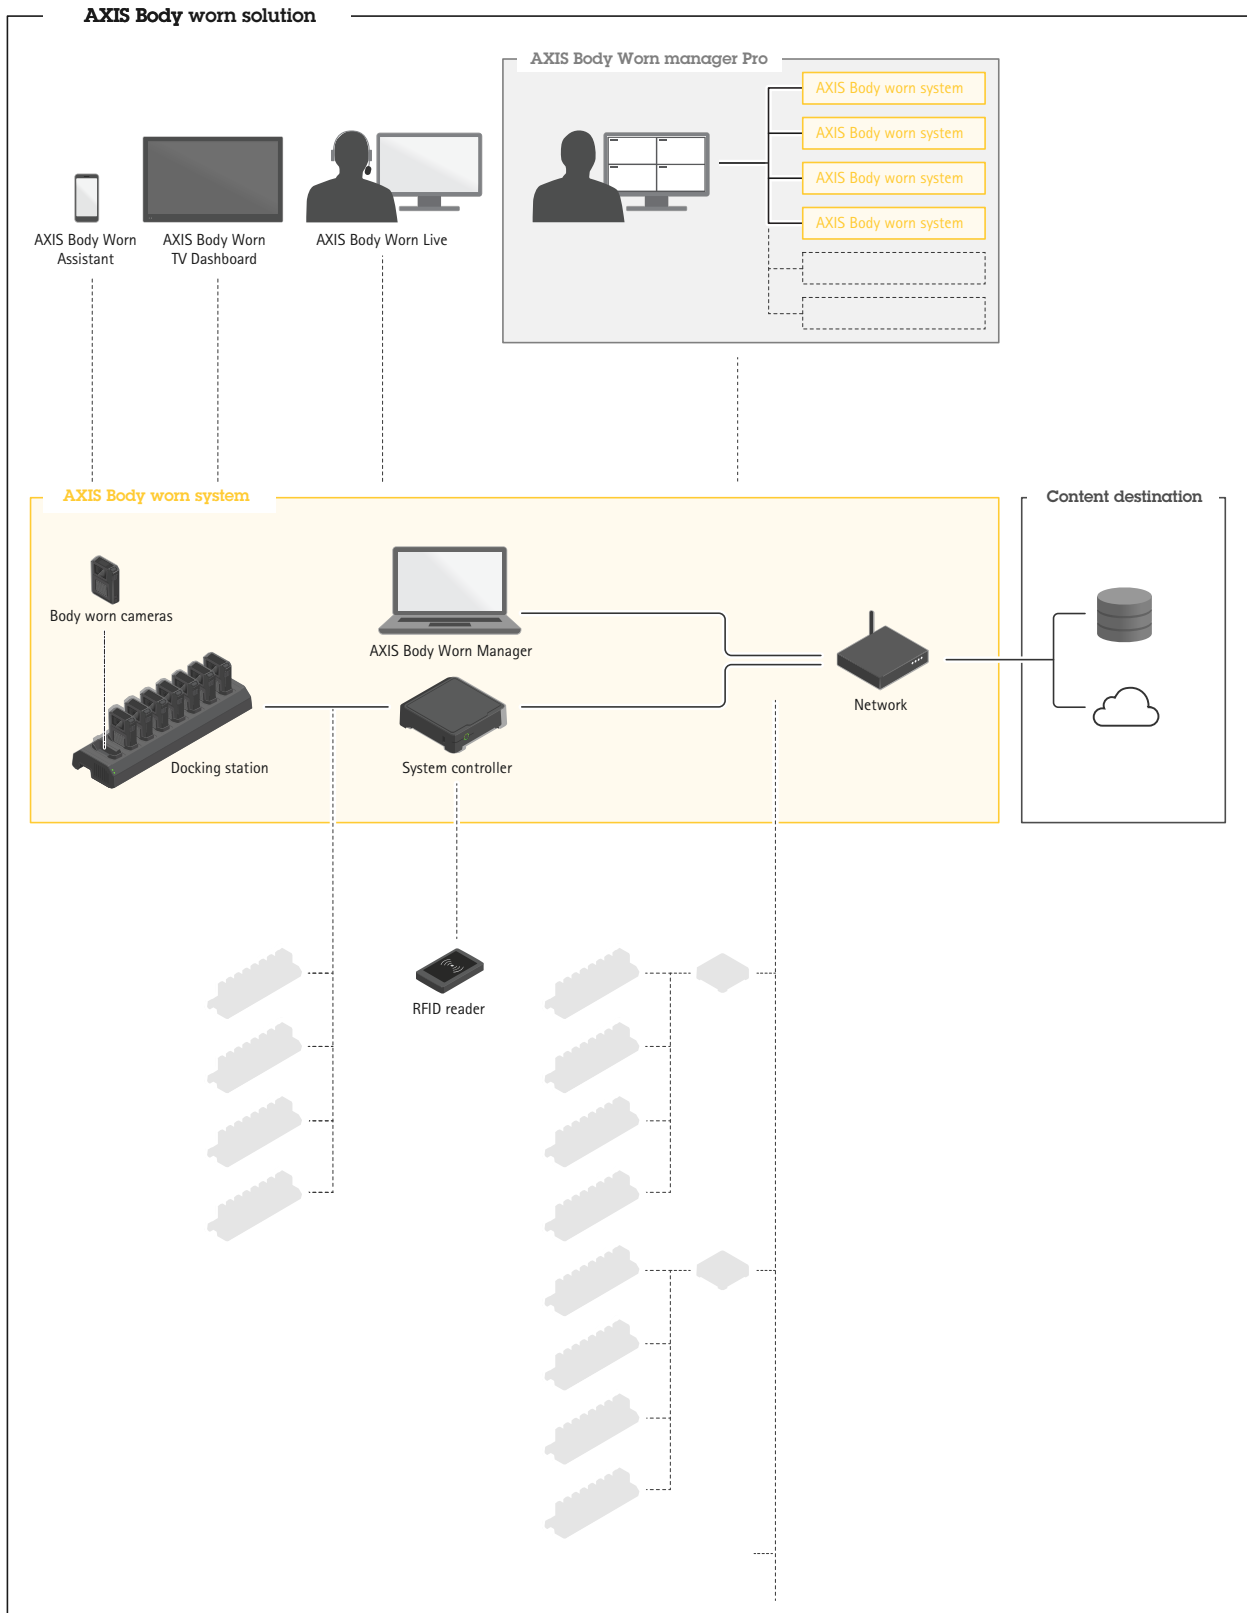 AXIS Body worn solution
AXIS Body Worn manager Pro
AXIS Body worn system
AXIS Body worn system
AXIS Body worn system
AXIS Body worn system
AXIS Body Worn
Assistant
AXIS Body Worn
TV Dashboard
AXIS Body Worn Live
AXIS Body worn system
Content destination
Body worn cameras
AXIS Body Worn Manager
Network
Docking station
System controller
RFID reader